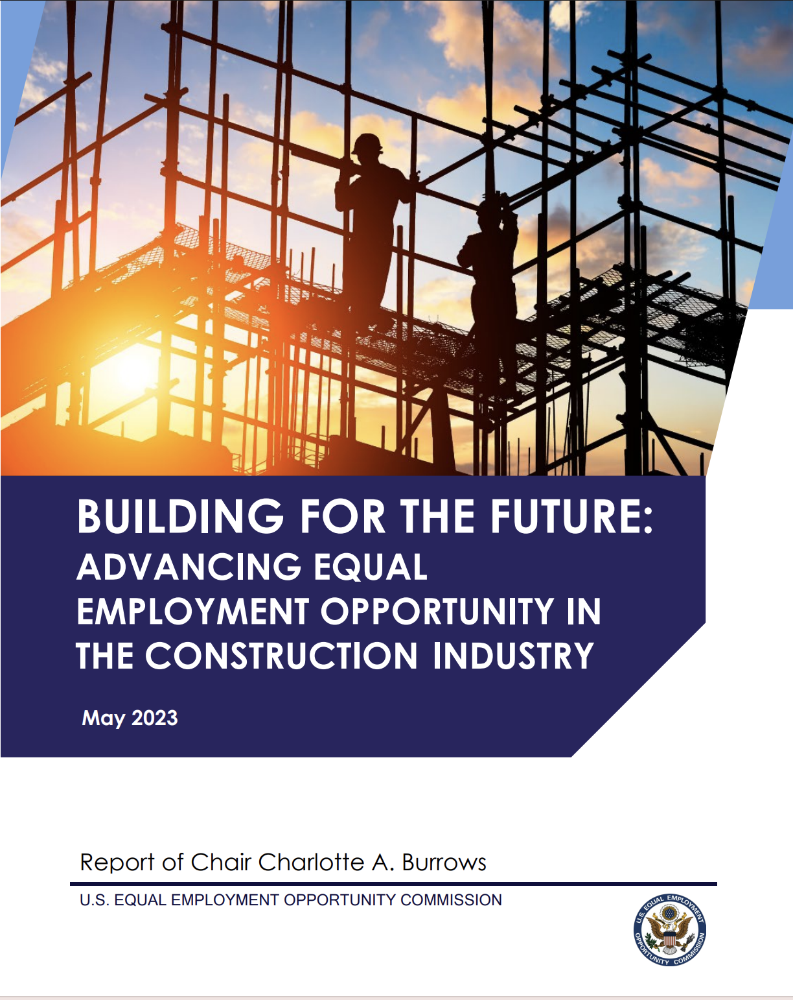 BUILDING FOR THE FUTURE:
ADVANCING EQUAL
EMPLOYMENT OPPORTUNITY IN
THE CONSTRUCTION INDUSTRY
May 2023
Report of Chair Charlotte A. Burrows
U.S. EQUAL EMPLOYMENT OPPORTUNITY COMMISSION
U.S. EQUAL EMPLOYMENT
OPPORTUNITY COMMISSION